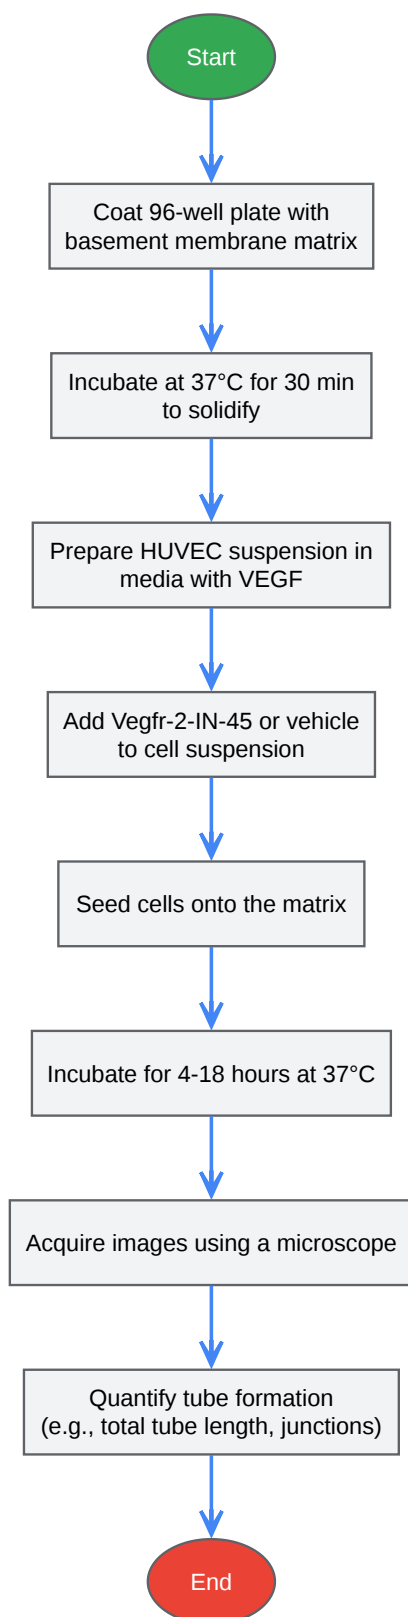 Start
Coat 96-well plate with
basement membrane matrix
Incubate at 37°C for 30 min
to solidify
Prepare HUVEC suspension in
media with VEGF
Add Vegfr-2-IN-45 or vehicle
to cell suspension
Seed cells onto the matrix
Incubate for 4-18 hours at 37°C
Acquire images using a microscope
Quantify tube formation
(e.g., total tube length, junctions)
End